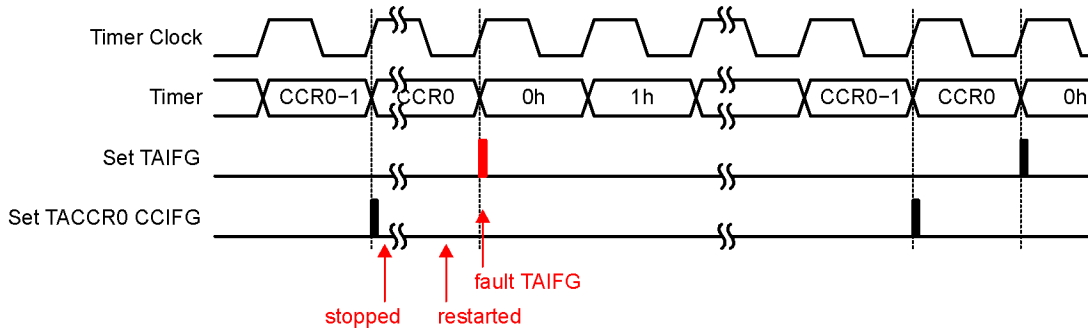 Timer Clock
Timer CCR0−1 CCR0 0h 1h CCR0−1 CCR0 0h
Set TAIFG
Set TACCR0 CCIFG
fault TAIFG
stopped restarted